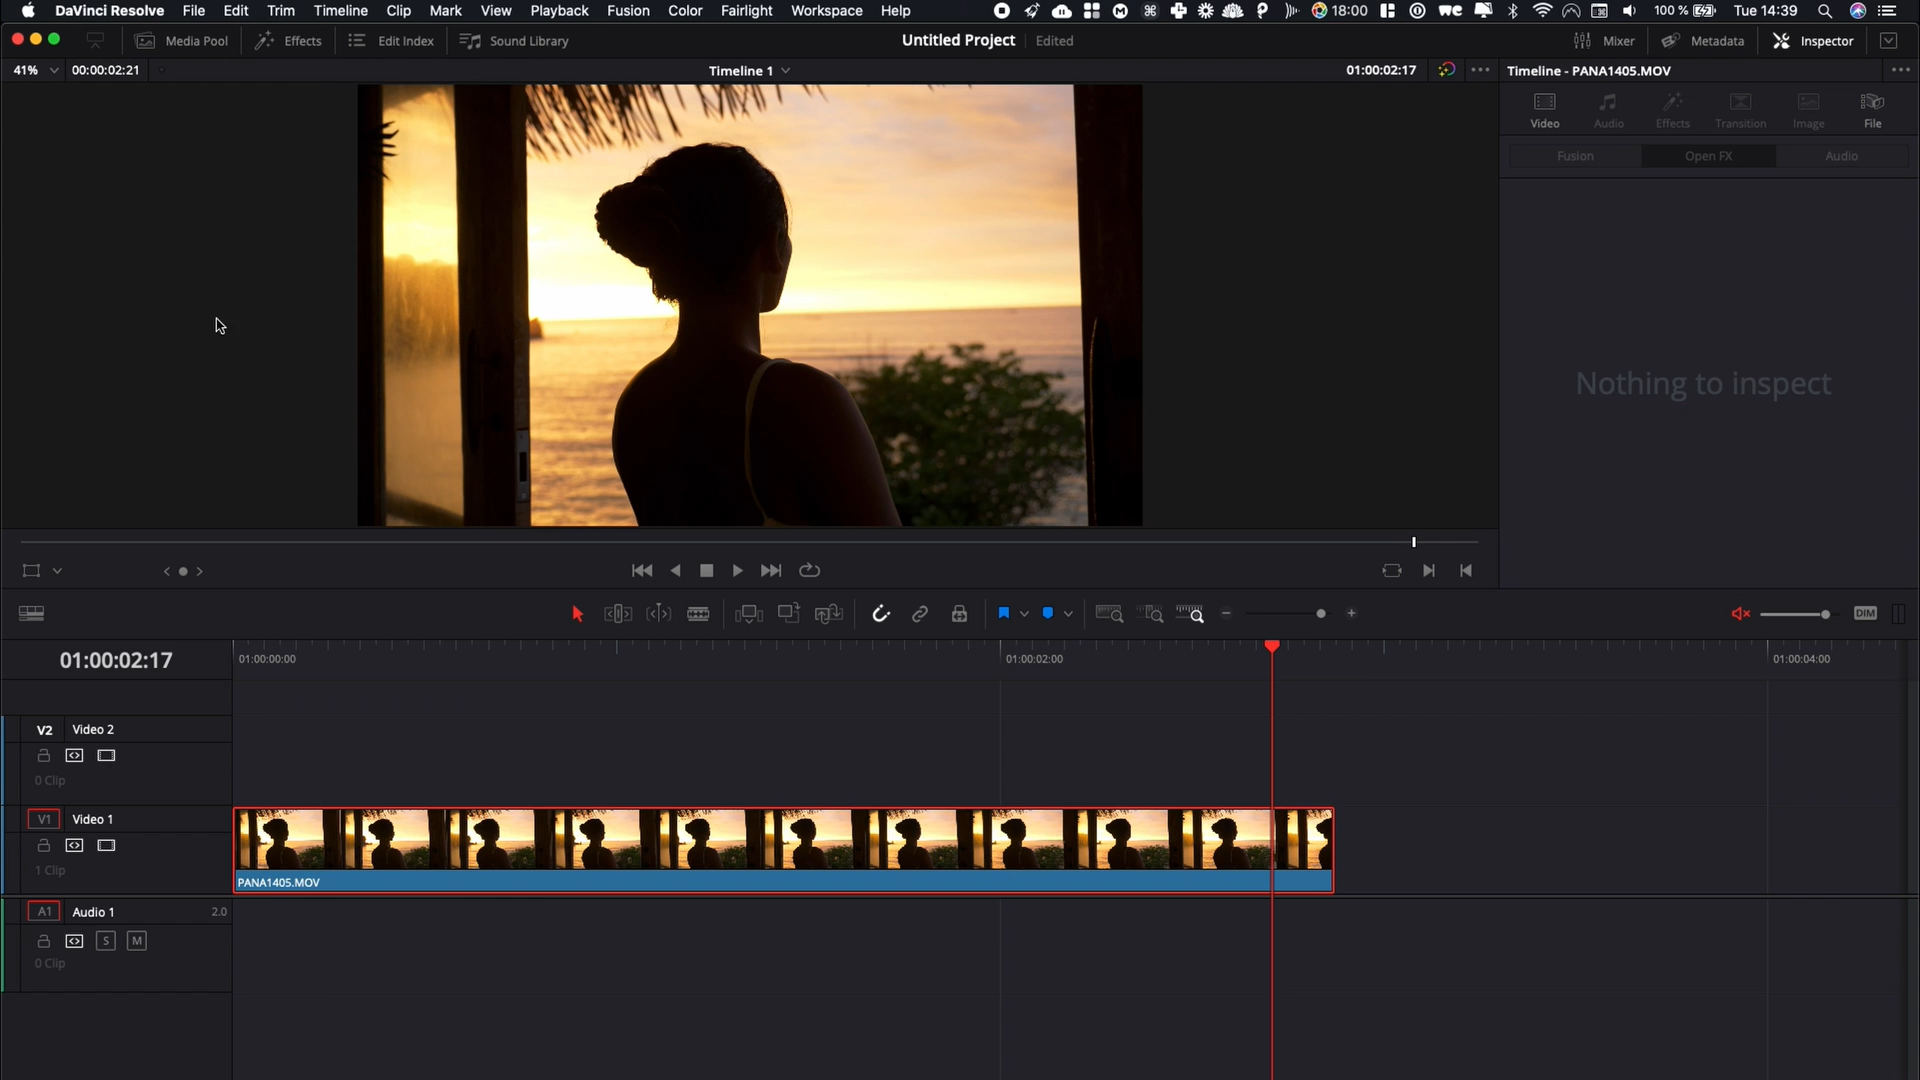 DaVinci Resolve File Edit Trim Timeline Clip Mark View Playback Fusion Color Fairlight Workspace Help 18:00 100 % Tue 14:39
Media Pool Effects Edit Index Sound Library Untitled Project Edited Mixer Metadata Inspector
41% 00:00:02:21 Timeline 1 01:00:02:17 Timeline - PANA1405.MOV
Video Audio Effects Transition Image File
Fusion Open FX Audio
Nothing to inspect
DIM
01:00:02:17 01:00:00:00 01:00:02:00 01:00:04:00
V2 Video 2
0 Clip
V1 Video 1
1 Clip
PANA1405.MOV
A1 Audio 1 2.0
S M
0 Clip